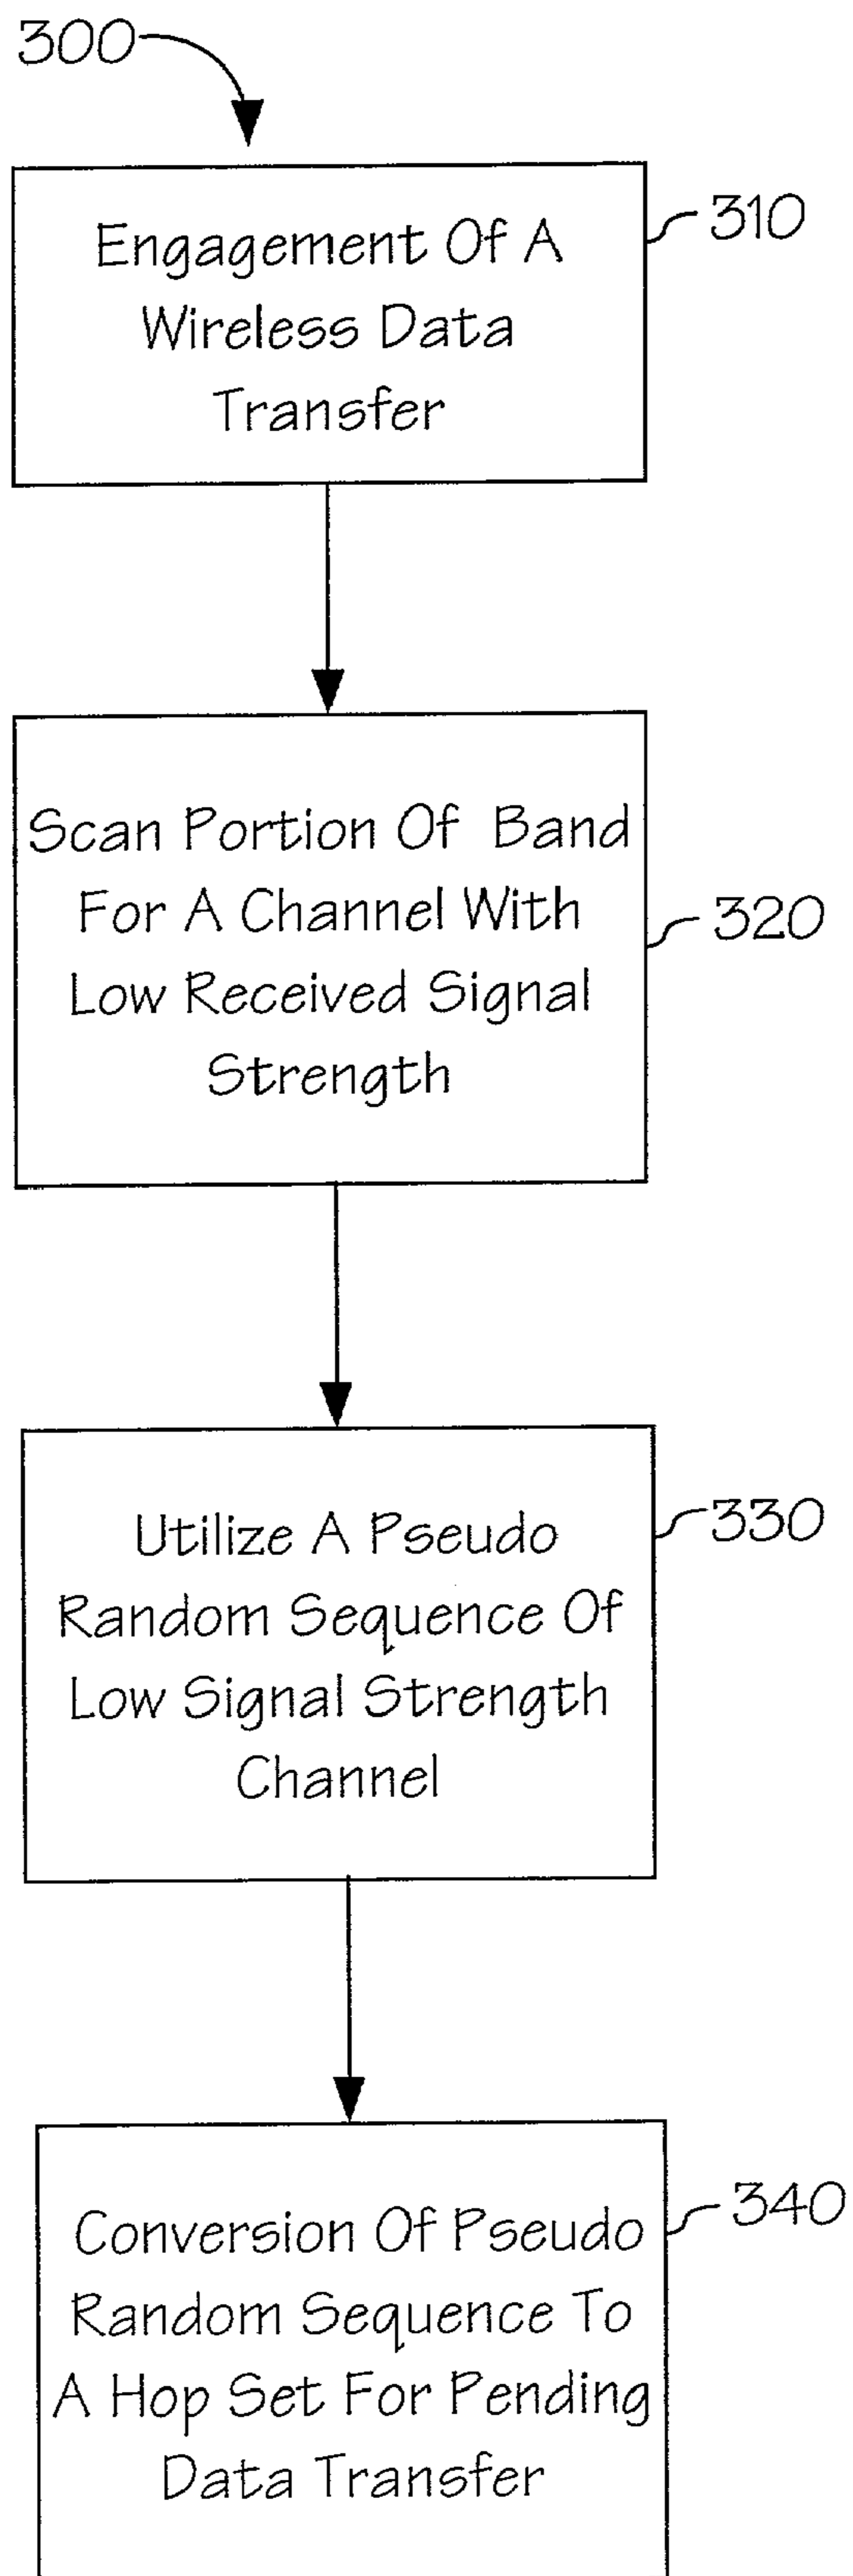 300
Engagement Of A
Wireless Data
Transfer
310
Scan Portion Of Band
For A Channel With
Low Received Signal
Strength
320
Utilize A Pseudo
Random Sequence Of
Low Signal Strength
Channel
330
Conversion Of Pseudo
Random Sequence To
A Hop Set For Pending
Data Transfer
340